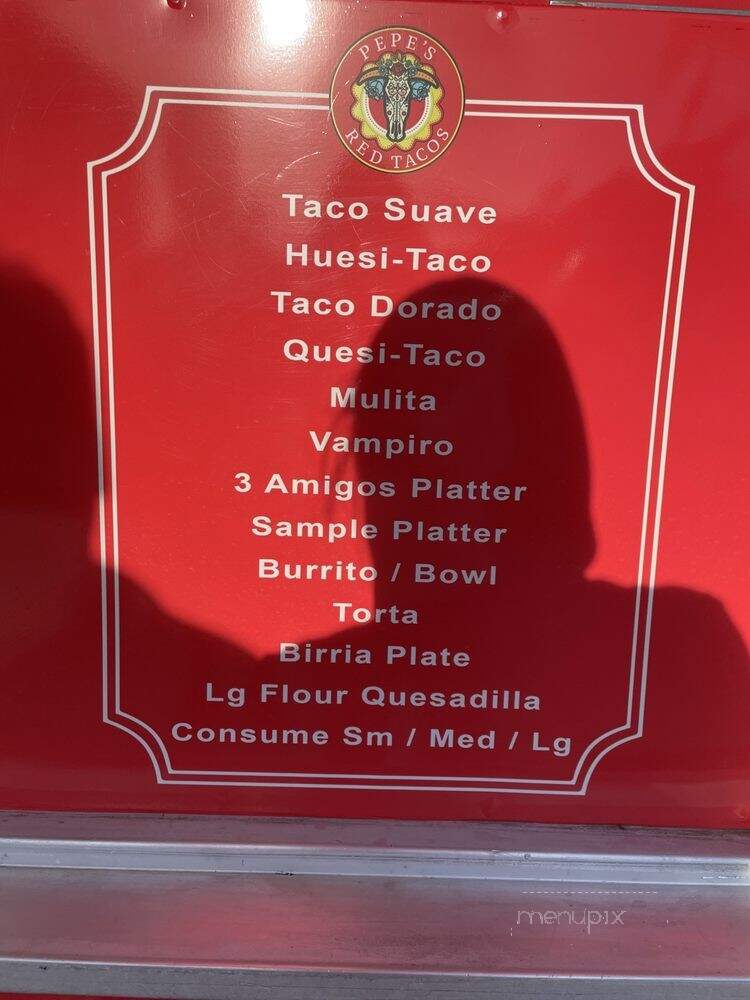 PEPE'S
RED TACOS
Taco Suave
Huesi-Taco
Taco Dorado
Quesi-Taco
Mulita
Vampiro
3 Amigos Platter
Sample Platter
Burrito / Bowl
Torta
Birria Plate
Lg Flour Quesadilla
Consume Sm / Med / Lg
menupix